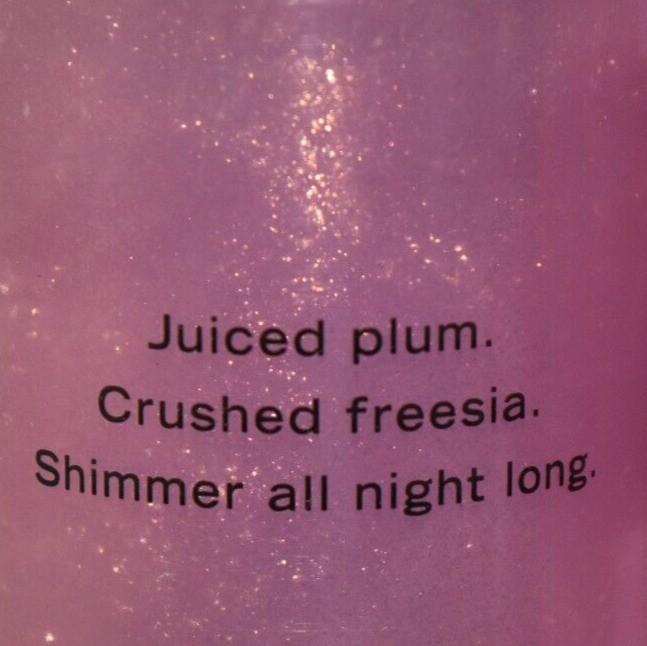 Juiced plum.
Crushed freesia.
Shimmer all night long.